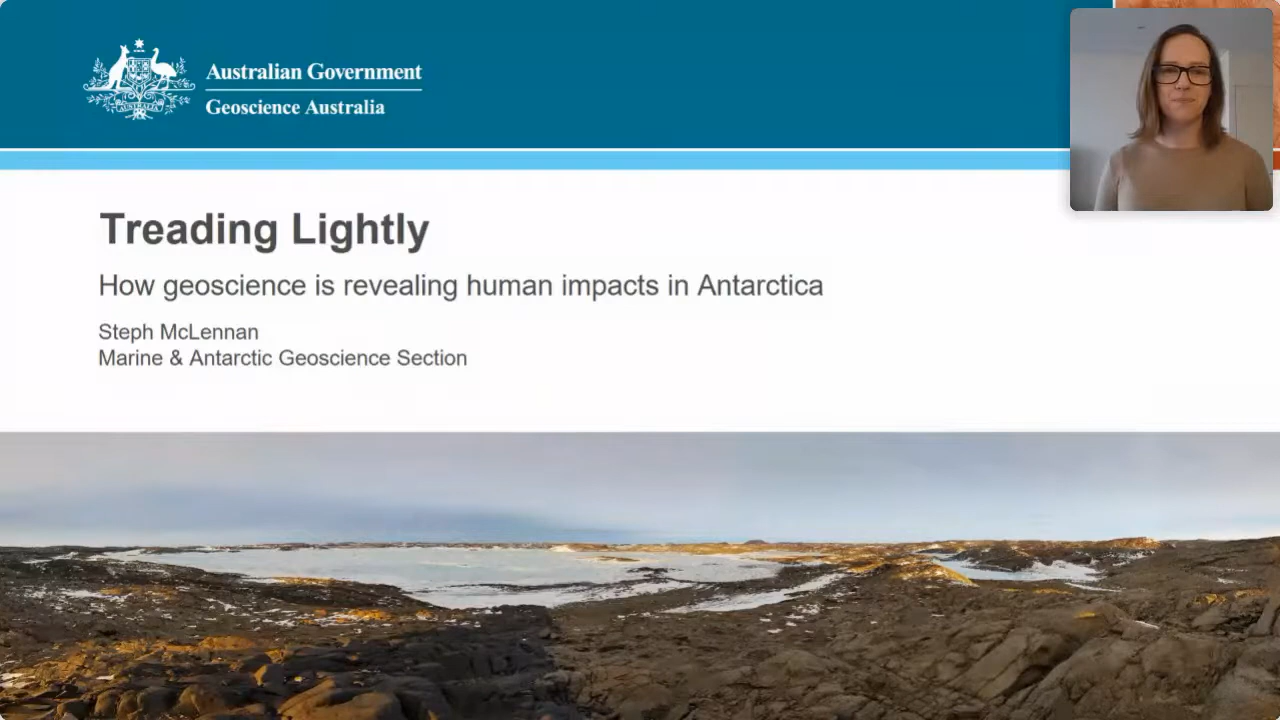 Australian Government
Geoscience Australia
Treading Lightly
How geoscience is revealing human impacts in Antarctica
Steph McLennan
Marine & Antarctic Geoscience Section